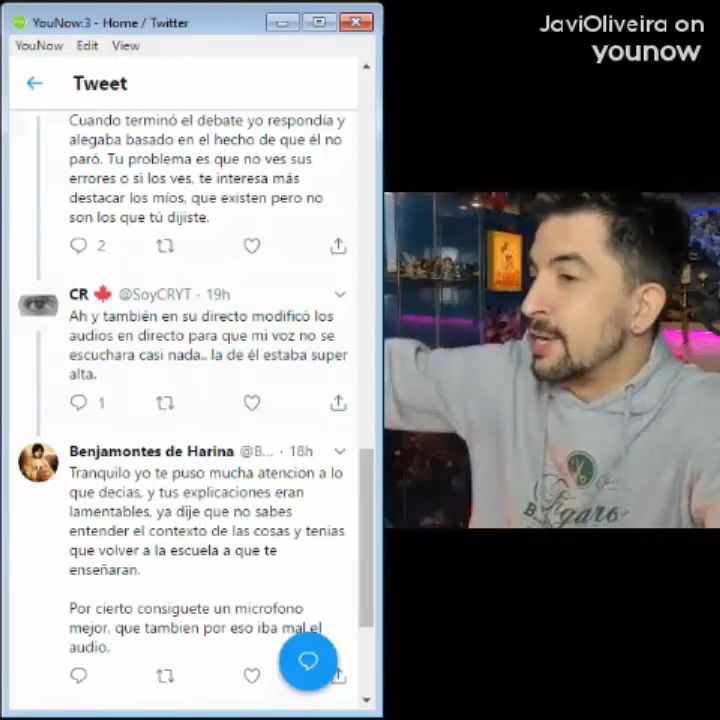 YouNow:3 - Home / Twitter
YouNow Edit View
Tweet
Cuando terminó el debate yo respondía y
alegaba basado en el hecho de que él no
paró. Tu problema es que no ves sus
errores o si los ves, te interesa más
destacar los míos, que existen pero no
son los que tú dijiste.
2
CR @SoyCRYT · 19h
Ah y también en su directo modificó los
audios en directo para que mi voz no se
escuchara casi nada.. la de él estaba super
alta.
1
Benjamontes de Harina @B... · 18h
Tranquilo yo te puso mucha atencion a lo
que decias, y tus explicaciones eran
lamentables, ya dije que no sabes
entender el contexto de las cosas y tenias
que volver a la escuela a que te
enseñaran.
Por cierto consiguete un microfono
mejor, que tambien por eso iba mal el
audio.
JaviOliveira on
younow